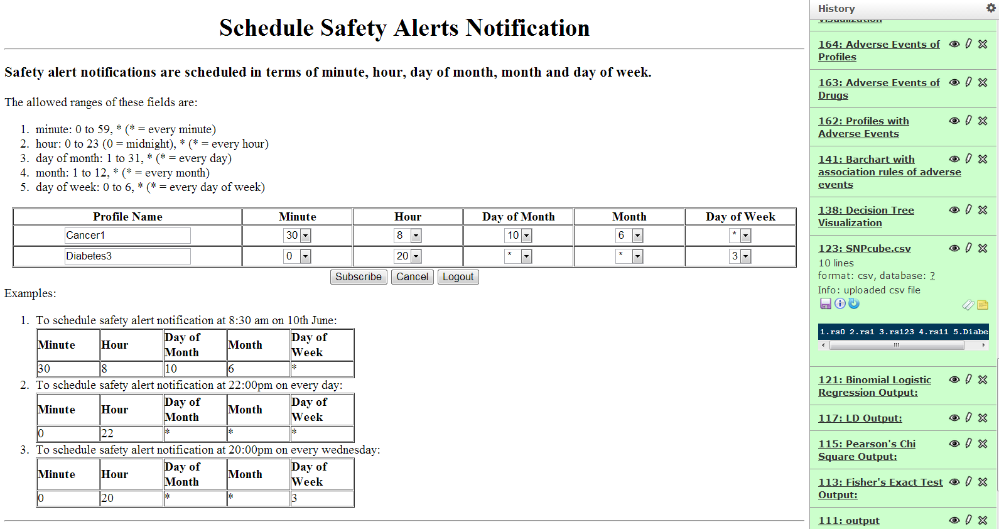 Schedule Safety Alerts Notification
Safety alert notifications are scheduled in terms of minute, hour, day of month, month and day of week.
The allowed ranges of these fields are:
1. minute: 0 to 59, * (* = every minute)
2. hour: 0 to 23 (0 = midnight), * (* = every hour)
3. day of month: 1 to 31, * (* = every day)
4. month: 1 to 12, * (* = every month)
5. day of week: 0 to 6, * (* = every day of week)
Profile Name Minute Hour Day of Month Month Day of Week
Cancer1 30 8 10 6 *
Diabetes3 0 20 * * 3
Subscribe Cancel Logout
Examples:
1. To schedule safety alert notification at 8:30 am on 10th June:
Minute Hour Day of Month Month Day of Week
30 8 10 6 *
2. To schedule safety alert notification at 22:00pm on every day:
Minute Hour Day of Month Month Day of Week
0 22 * * *
3. To schedule safety alert notification at 20:00pm on every wednesday:
Minute Hour Day of Month Month Day of Week
0 20 * * 3
History
Visualization
164: Adverse Events of
Profiles
163: Adverse Events of
Drugs
162: Profiles with
Adverse Events
141: Barchart with
association rules of adverse
events
138: Decision Tree
Visualization
123: SNPcube.csv
10 lines
format: csv, database: ?
Info: uploaded csv file
1.rs0 2.rs1 3.rs123 4.rs11 5.Diabe
121: Binomial Logistic
Regression Output:
117: LD Output:
115: Pearson's Chi
Square Output:
113: Fisher's Exact Test
Output:
111: output